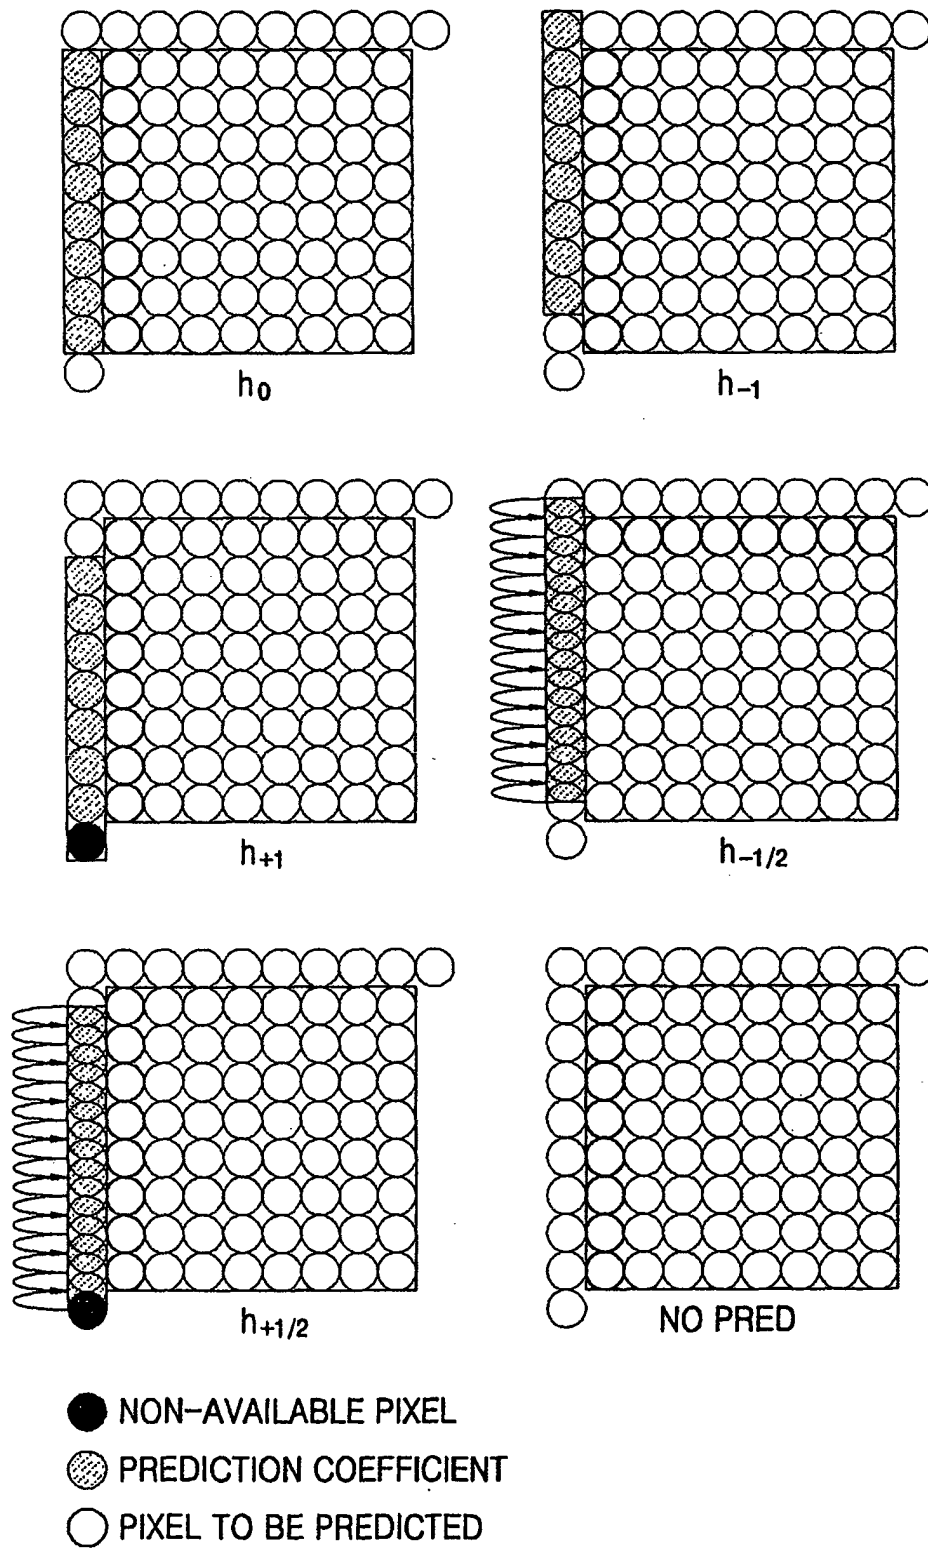 h0
h−1
h+1
h−1/2
h+1/2
NO PRED
NON−AVAILABLE PIXEL
PREDICTION COEFFICIENT
PIXEL TO BE PREDICTED